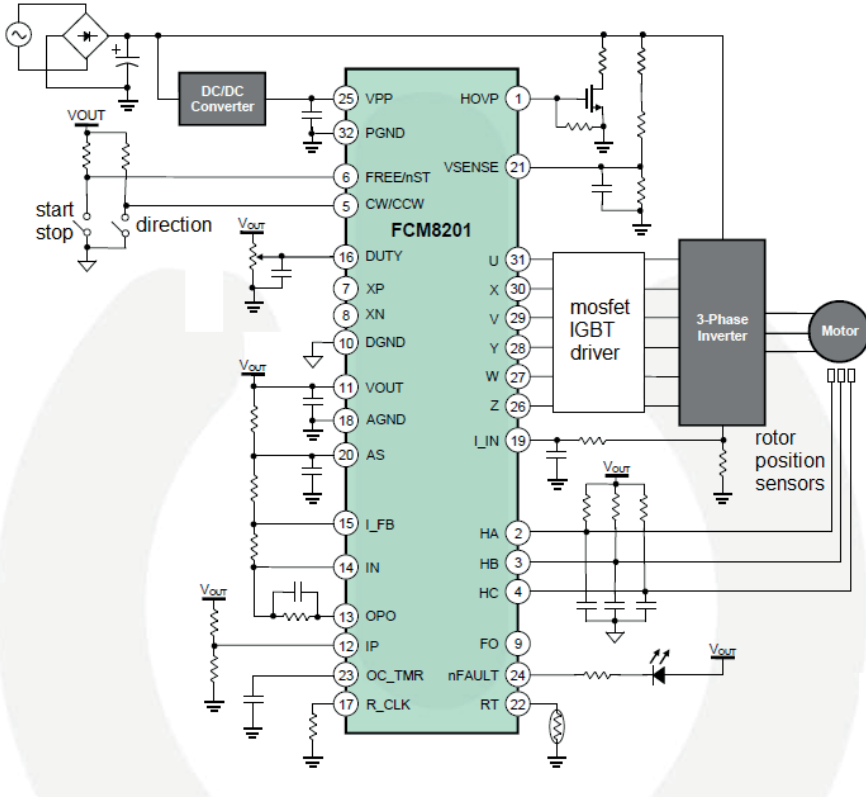 DC/DC
Converter
VOUT
start
stop
direction
VOUT
VOUT
VOUT
FCM8201
25 VPP
32 PGND
6 FREE/nST
5 CW/CCW
16 DUTY
7 XP
8 XN
10 DGND
11 VOUT
18 AGND
20 AS
15 I_FB
14 IN
13 OPO
12 IP
23 OC_TMR
17 R_CLK
HOVP 1
VSENSE 21
U 31
X 30
V 29
Y 28
W 27
Z 26
I_IN 19
HA 2
HB 3
HC 4
FO 9
nFAULT 24
RT 22
mosfet
IGBT
driver
3-Phase
Inverter
Motor
rotor
position
sensors
VOUT
VOUT